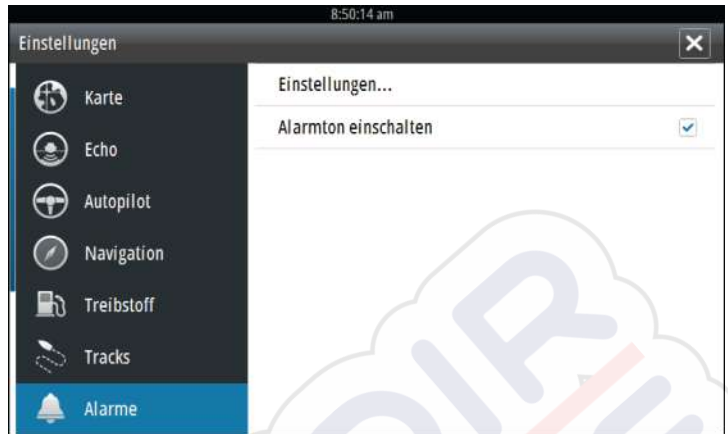 8:50:14 am
Einstellungen
Karte
Echo
Autopilot
Navigation
Treibstoff
Tracks
Alarme
Einstellungen...
Alarmton einschalten